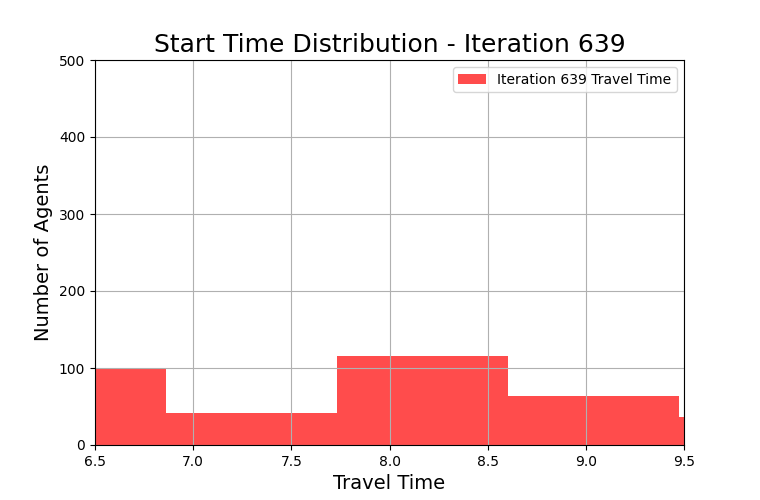 Start Time Distribution - Iteration 639
Iteration 639 Travel Time
Number of Agents
500
400
300
200
100
0
6.5 7.0 7.5 8.0 8.5 9.0 9.5
Travel Time